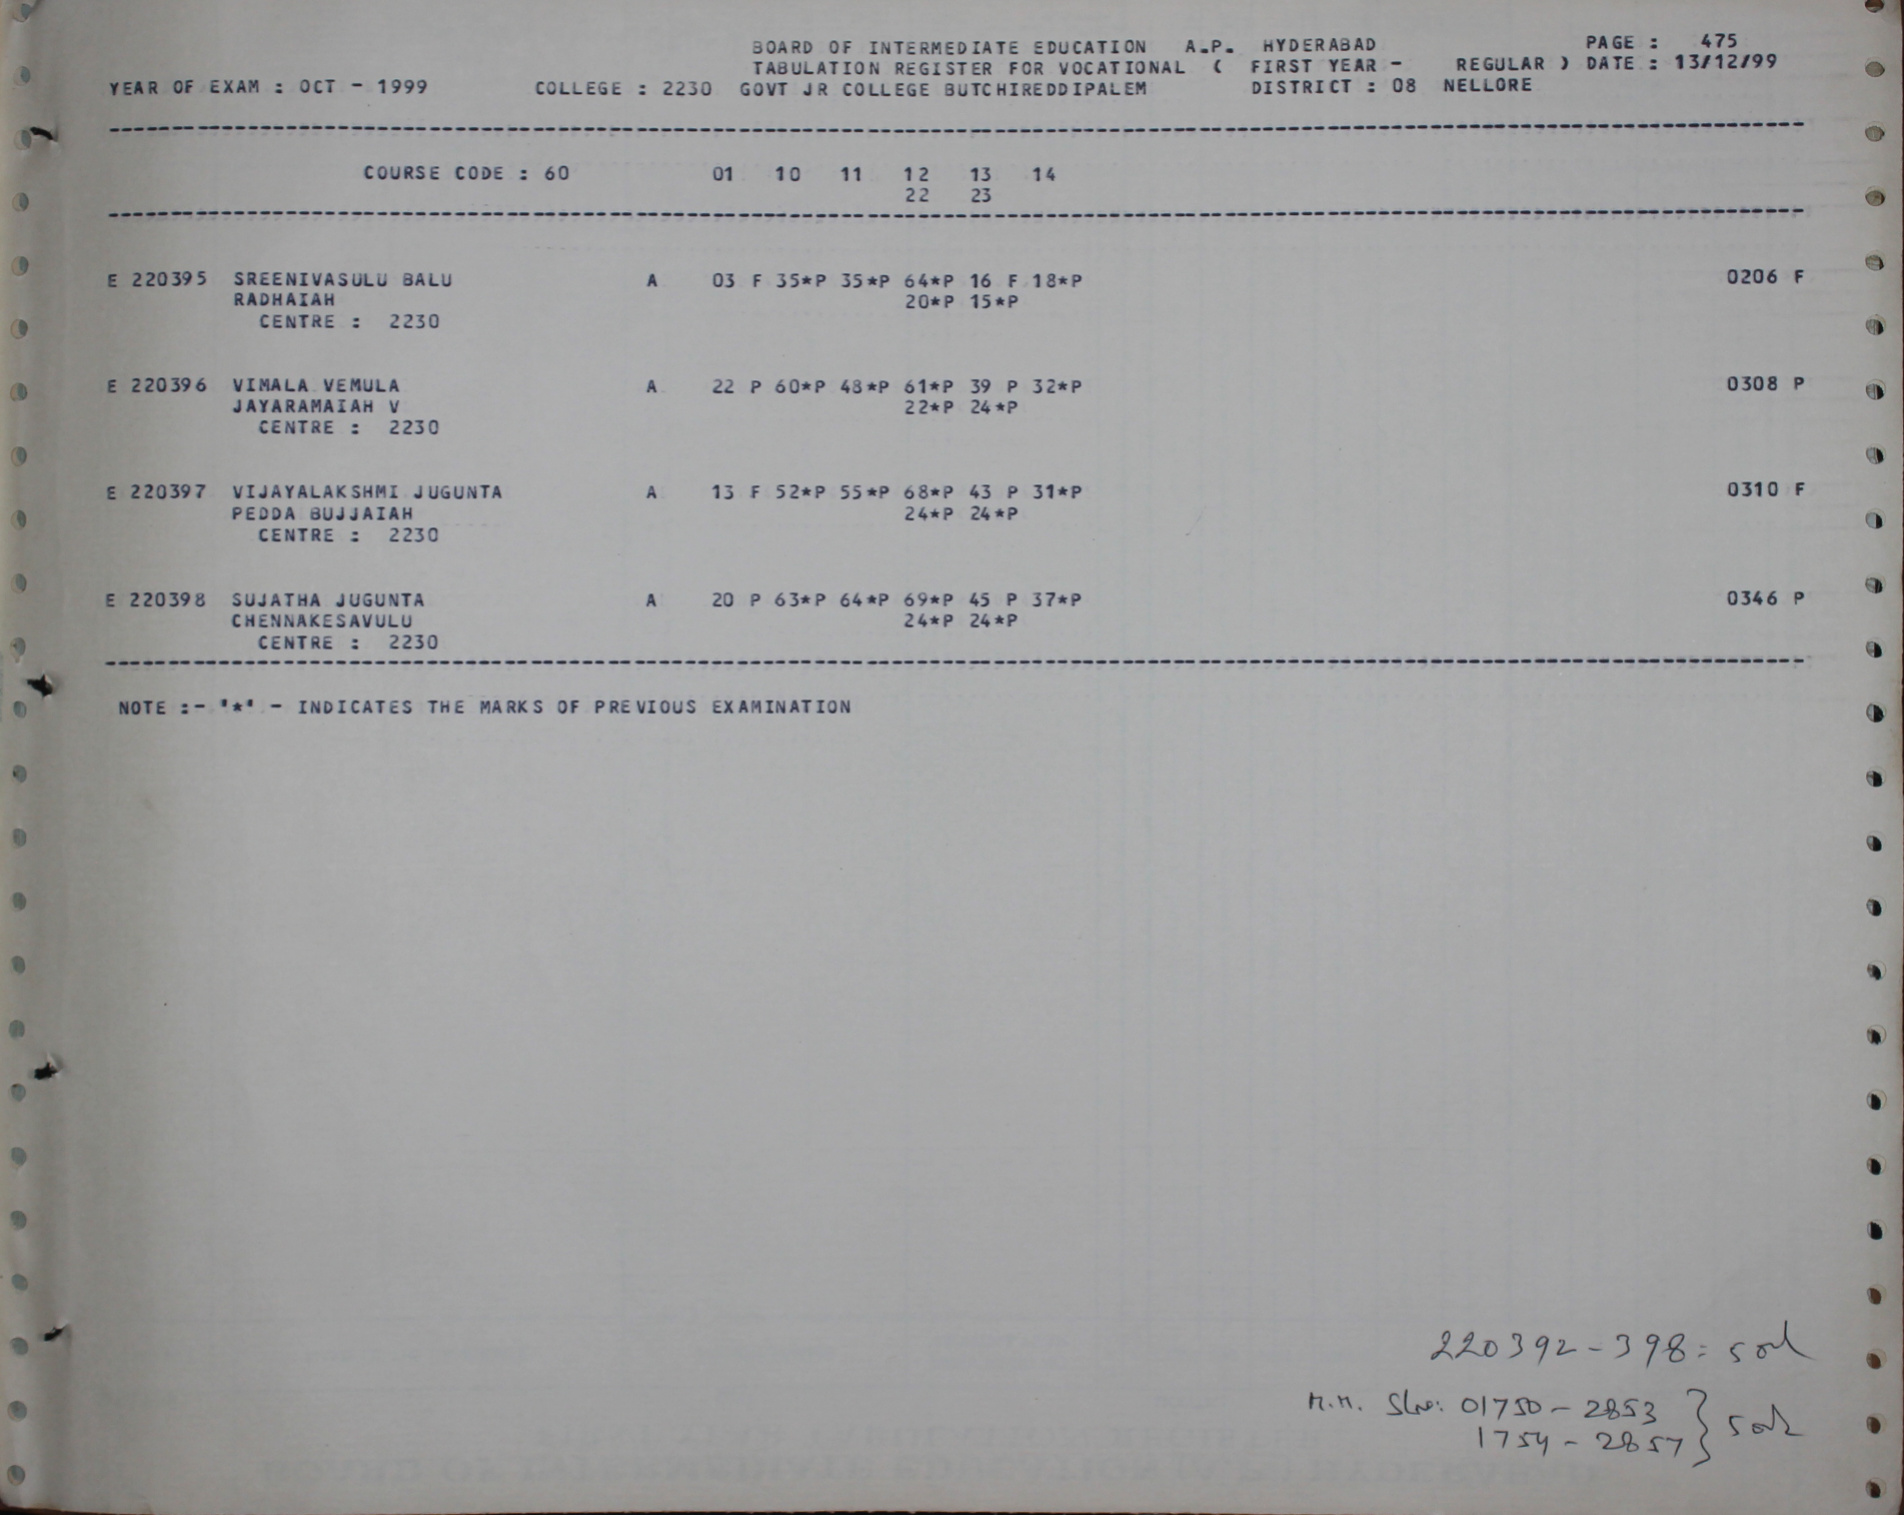 BOARD OF INTERMEDIATE EDUCATION A.P. HYDERABAD PAGE : 475
TABULATION REGISTER FOR VOCATIONAL ( FIRST YEAR - REGULAR ) DATE : 13/12/99
YEAR OF EXAM : OCT - 1999 COLLEGE : 2230 GOVT JR COLLEGE BUTCHIREDDIPALEM DISTRICT : 08 NELLORE
COURSE CODE : 60 01 10 11 12 13 14
22 23
E 220395 SREENIVASULU BALU A 03 F 35*P 35*P 64*P 16 F 18*P 0206 F
RADHAIAH 20*P 15*P
CENTRE : 2230
E 220396 VIMALA VEMULA A 22 P 60*P 48*P 61*P 39 P 32*P 0308 P
JAYARAMAIAH V 22*P 24*P
CENTRE : 2230
E 220397 VIJAYALAKSHMI JUGUNTA A 13 F 52*P 55*P 68*P 43 P 31*P 0310 F
PEDDA BUJJAIAH 24*P 24*P
CENTRE : 2230
E 220398 SUJATHA JUGUNTA A 20 P 63*P 64*P 69*P 45 P 37*P 0346 P
CHENNAKESAVULU 24*P 24*P
CENTRE : 2230
NOTE :- '*' - INDICATES THE MARKS OF PREVIOUS EXAMINATION
220392-398=
M.M. 01750-2853
1754-2857